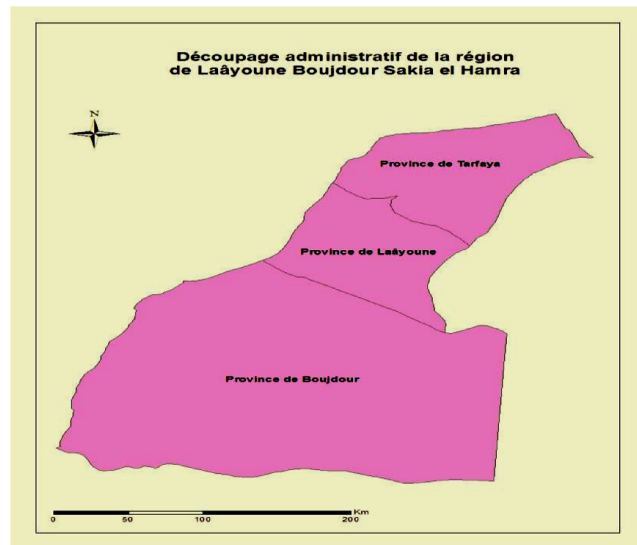 Découpage administratif de la région
de Laâyoune Boujdour Sakia el Hamra
N
Province de Tarfaya
Province de Laâyoune
Province de Boujdour
Km
0 50 100 200